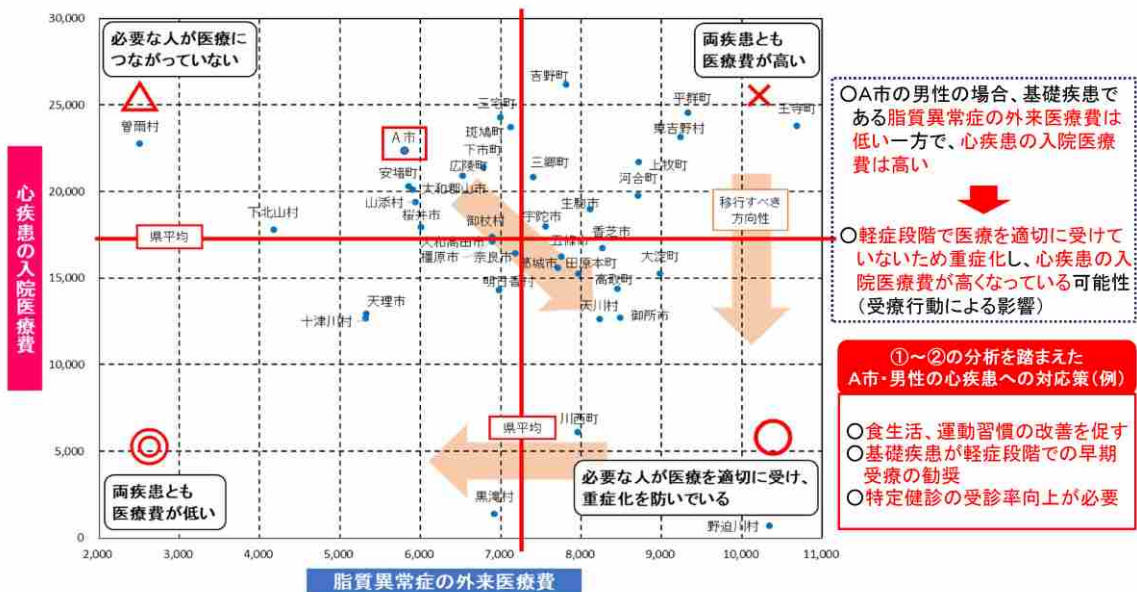 30,000
25,000
20,000
15,000
10,000
5,000
0
2,000
3,000
4,000
5,000
6,000
7,000
8,000
9,000
10,000
11,000
心疾患の入院医療費
脂質異常症の外来医療費
必要な人が医療に
つながっていない
両疾患とも
医療費が高い
両疾患とも
医療費が低い
必要な人が医療を適切に受け、
重症化を防いでいる
県平均
県平均
移行すべき
方向性
曽爾村
吉野町
三宅町
平群町
王寺町
斑鳩町
東吉野村
A市
下市町
上牧町
安堵町
広陵町
三郷町
河合町
大和郡山市
山添村
生駒市
下北山村
桜井市
御杖村
宇陀市
香芝市
大和高田市
五條市
橿原市
奈良市
葛城市
田原本町
大淀町
明日香村
高取町
天理市
天川村
十津川村
御所市
川西町
黒滝村
野迫川村
○A市の男性の場合、基礎疾患で
ある脂質異常症の外来医療費は
低い一方で、心疾患の入院医療
費は高い
○軽症段階で医療を適切に受けて
いないため重症化し、心疾患の入
院医療費が高くなっている可能性
(受療行動による影響)
①~②の分析を踏まえた
A市・男性の心疾患への対応策(例)
○食生活、運動習慣の改善を促す
○基礎疾患が軽症段階での早期
受療の勧奨
○特定健診の受診率向上が必要